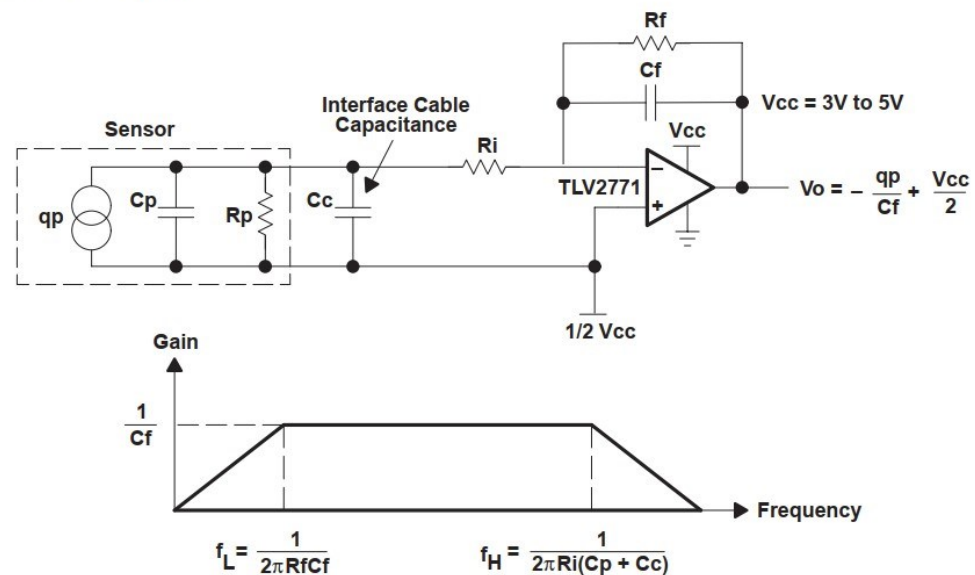 Rf
Cf
Interface Cable
Capacitance
Vcc = 3V to 5V
Sensor
Vcc
Ri
TLV2771
qp
Cp
Rp
Cc
−
+
Vo = − qp/Cf + Vcc/2
1/2 Vcc
Gain
1/Cf
Frequency
fL = 1/2πRfCf
fH = 1/2πRi(Cp + Cc)